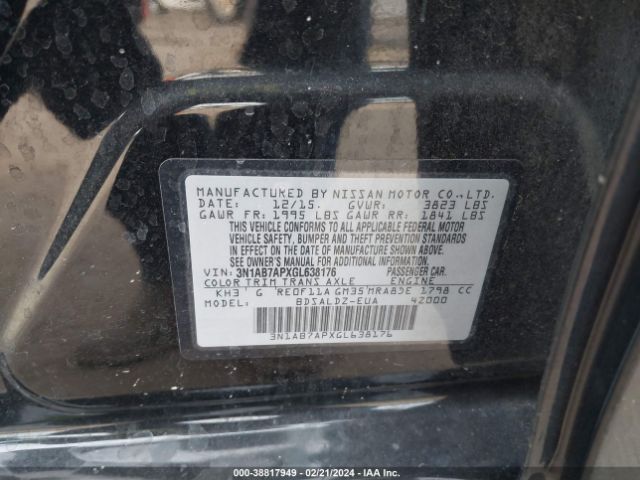 MANUFACTURED BY NISSAN MOTOR CO.,LTD.
DATE: 12/15. GVWR: 3823 LBS
GAWR FR: 1995 LBS GAWR RR: 1841 LBS
THIS VEHICLE CONFORMS TO ALL APPLICABLE FEDERAL MOTOR
VEHICLE SAFETY, BUMPER AND THEFT PREVENTION STANDARDS
IN EFFECT ON THE DATE OF MANUFACTURE SHOWN ABOVE.
SEE OWNER'S MANUAL FOR ADDITIONAL INFORMATION
VIN: 3N1AB7APXGL638176 PASSENGER CAR.
COLOR TRIM TRANS AXLE ENGINE
KH3 G RE0F11A GM35 MRA8DE 1798 CC
BDSALDZ-EUA 42000
3N1AB7APXGL638176
000-38817949 - 02/21/2024 - IAA